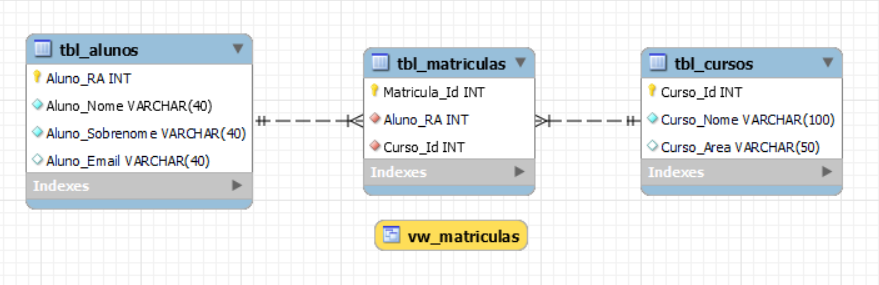 tbl_alunos
Aluno_RA INT
Aluno_Nome VARCHAR(40)
Aluno_Sobrenome VARCHAR(40)
Aluno_Email VARCHAR(40)
Indexes
tbl_matriculas
Matricula_Id INT
Aluno_RA INT
Curso_Id INT
Indexes
tbl_cursos
Curso_Id INT
Curso_Nome VARCHAR(100)
Curso_Area VARCHAR(50)
Indexes
vw_matriculas